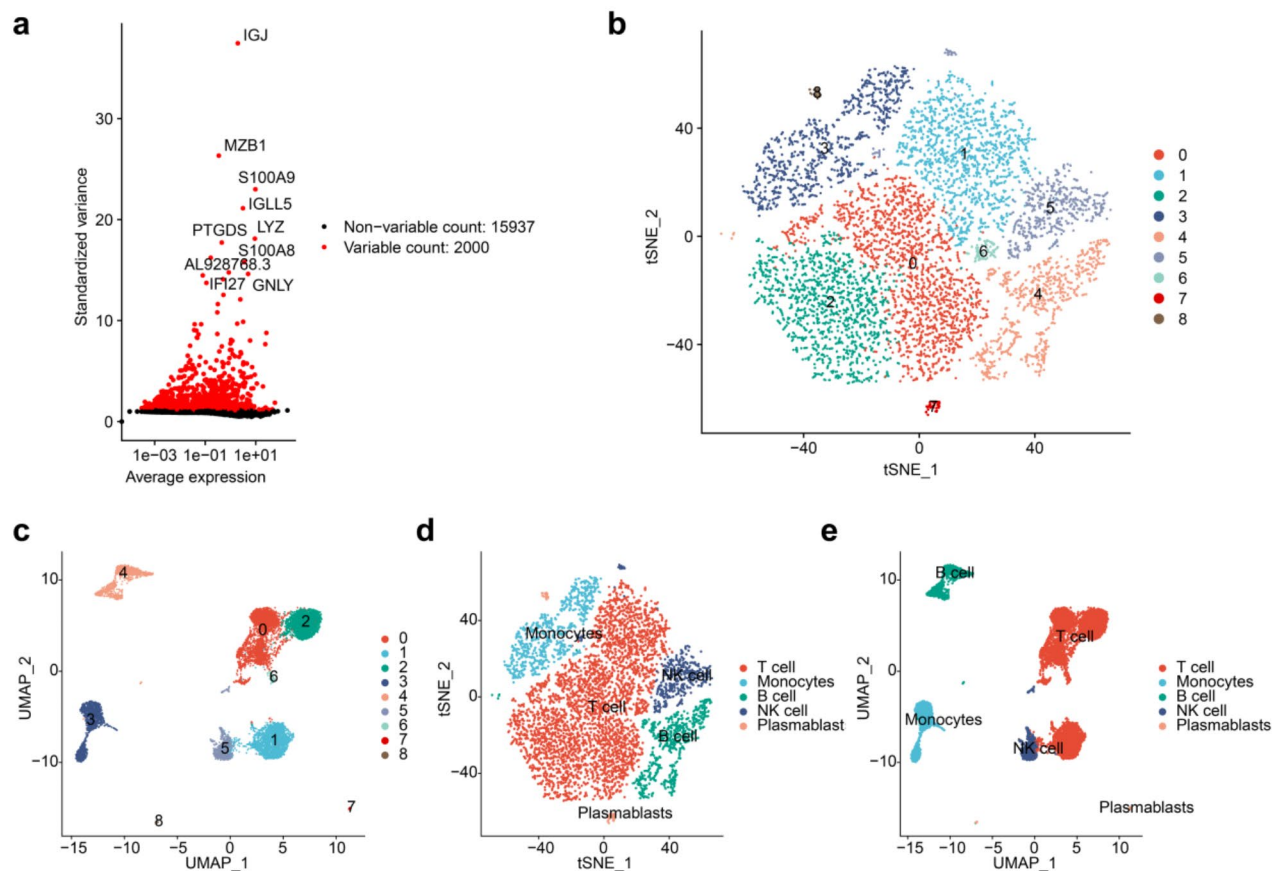 a
IGJ
30
MZB1
S100A9
IGLL5
20
PTGDS LYZ
S100A8
AL928768.3
IFI27 GNLY
10
0
Standardized variance
1e−03 1e−01 1e+01
Average expression
Non−variable count: 15937
Variable count: 2000
b
8
3
1
5
6
0
4
2
7
40
0
−40
tSNE_2
−40 0 40
tSNE_1
0
1
2
3
4
5
6
7
8
c
4
0
2
6
3
5
1
7
8
10
0
−10
UMAP_2
−15 −10 −5 0 5 10
UMAP_1
0
1
2
3
4
5
6
7
8
d
Monocytes
NK cell
T cell
B cell
Plasmablasts
40
0
−40
tSNE_2
−40 0 40
tSNE_1
T cell
Monocytes
B cell
NK cell
Plasmablast
e
B cell
T cell
Monocytes
NK cell
Plasmablasts
10
0
−10
UMAP_2
−15 −10 −5 0 5 10
UMAP_1
T cell
Monocytes
B cell
NK cell
Plasmablasts